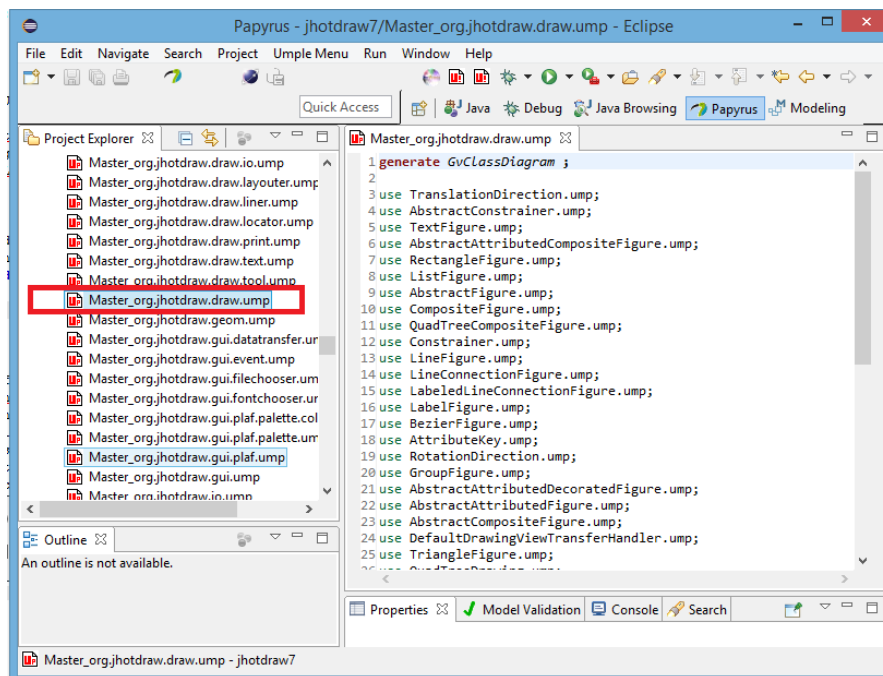 Papyrus - jhotdraw7/Master_org.jhotdraw.draw.ump - Eclipse
File Edit Navigate Search Project Umple Menu Run Window Help
Quick Access
Java Debug Java Browsing Papyrus Modeling
Project Explorer
Master_org.jhotdraw.draw.io.ump
Master_org.jhotdraw.draw.layouter.ump
Master_org.jhotdraw.draw.liner.ump
Master_org.jhotdraw.draw.locator.ump
Master_org.jhotdraw.draw.print.ump
Master_org.jhotdraw.draw.text.ump
Master_org.jhotdraw.draw.tool.ump
Master_org.jhotdraw.draw.ump
Master_org.jhotdraw.geom.ump
Master_org.jhotdraw.gui.datatransfer.ur
Master_org.jhotdraw.gui.event.ump
Master_org.jhotdraw.gui.filechooser.um
Master_org.jhotdraw.gui.fontchooser.ur
Master_org.jhotdraw.gui.plaf.palette.col
Master_org.jhotdraw.gui.plaf.palette.um
Master_org.jhotdraw.gui.plaf.ump
Master_org.jhotdraw.gui.ump
Master_org.jhotdraw.io.ump
Outline
An outline is not available.
Master_org.jhotdraw.draw.ump
1 generate GvClassDiagram ;
2
3 use TranslationDirection.ump;
4 use AbstractConstrainer.ump;
5 use TextFigure.ump;
6 use AbstractAttributedCompositeFigure.ump;
7 use RectangleFigure.ump;
8 use ListFigure.ump;
9 use AbstractFigure.ump;
10 use CompositeFigure.ump;
11 use QuadTreeCompositeFigure.ump;
12 use Constrainer.ump;
13 use LineFigure.ump;
14 use LineConnectionFigure.ump;
15 use LabeledLineConnectionFigure.ump;
16 use LabelFigure.ump;
17 use BezierFigure.ump;
18 use AttributeKey.ump;
19 use RotationDirection.ump;
20 use GroupFigure.ump;
21 use AbstractAttributedDecoratedFigure.ump;
22 use AbstractAttributedFigure.ump;
23 use AbstractCompositeFigure.ump;
24 use DefaultDrawingViewTransferHandler.ump;
25 use TriangleFigure.ump;
26 use QuadTreeDrawing.ump;
Properties Model Validation Console Search
Master_org.jhotdraw.draw.ump - jhotdraw7